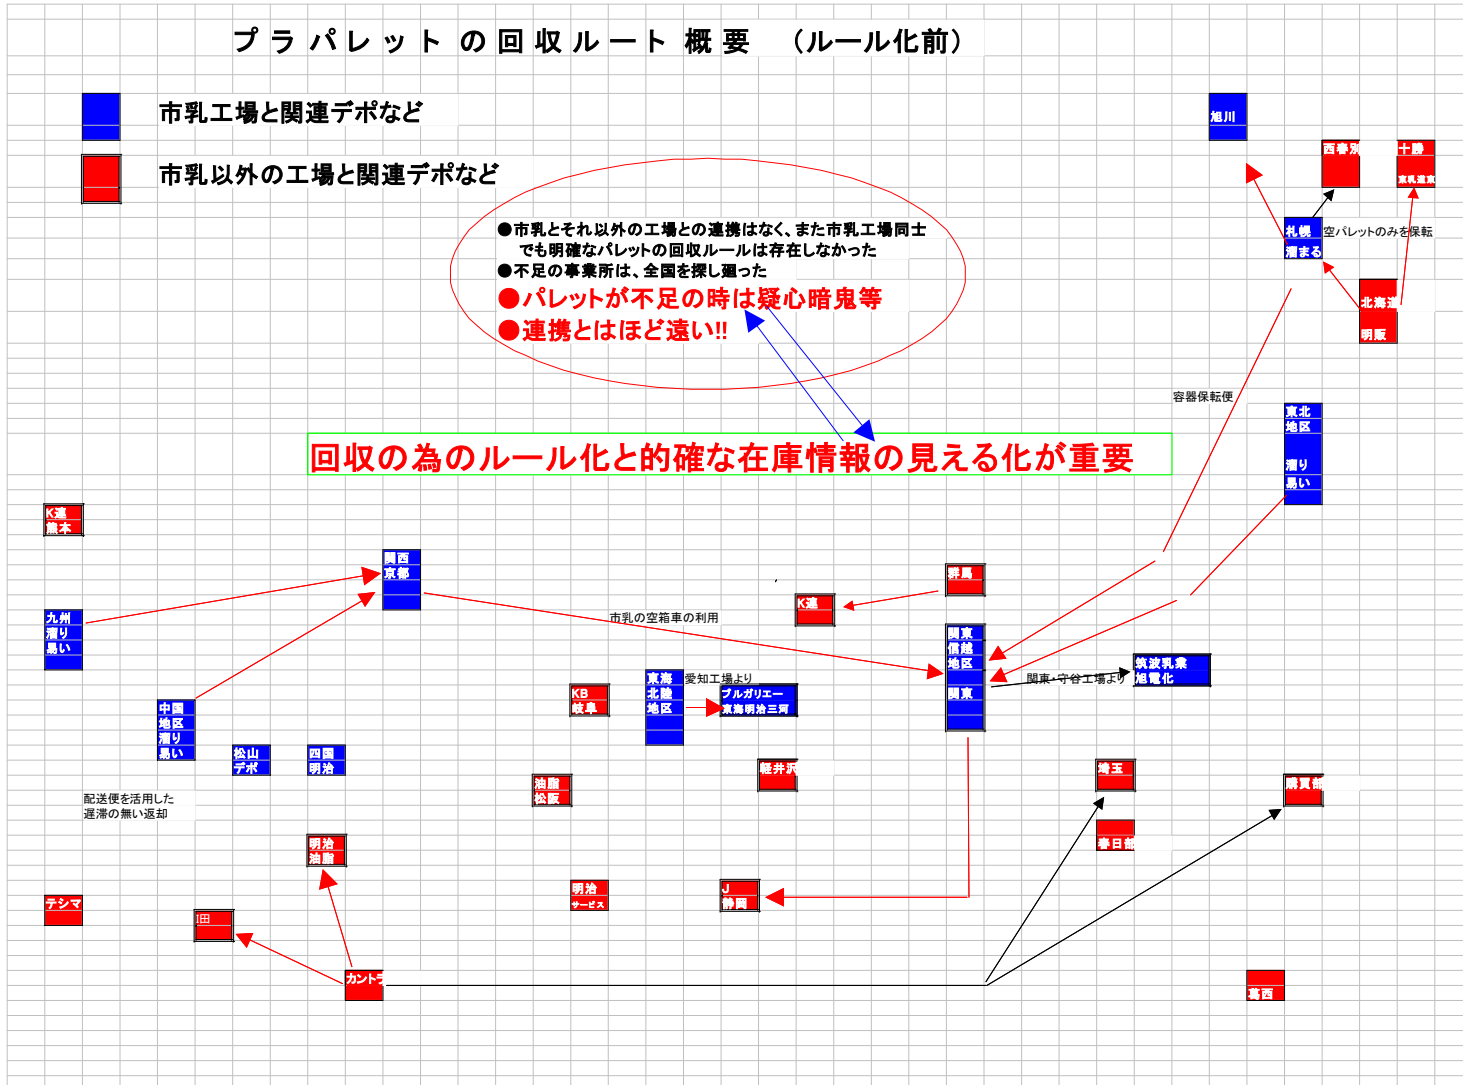 プラパレットの回収ルート概要 （ルール化前）
市乳工場と関連デポなど
市乳以外の工場と関連デポなど
●市乳とそれ以外の工場との連携はなく、また市乳工場同士
でも明確なパレットの回収ルールは存在しなかった
●不足の事業所は、全国を探し廻った
●パレットが不足の時は疑心暗鬼等
●連携とはほど遠い!!
回収の為のルール化と的確な在庫情報の見える化が重要
旭川
西春別
十勝
東乳道東
札幌
溜まる
空パレットのみを保転
北海道
明販
容器保転便
東北
地区
溜り
易い
K連
熊本
関西
京都
九州
溜り
易い
市乳の空箱車の利用
K連
群馬
関東
信越
地区
関東
筑波乳業
旭電化
関東・守谷工場より
東海
北陸
地区
愛知工場より
ブルガリエー
東海明治三河
KB
岐阜
中国
地区
溜り
易い
松山
デポ
四国
明治
油脂
松阪
軽井沢
埼玉
購買部
春日部
配送便を活用した
遅滞の無い返却
明治
油脂
明治
サービス
J
静岡
テシマ
I田
カントラ
葛西